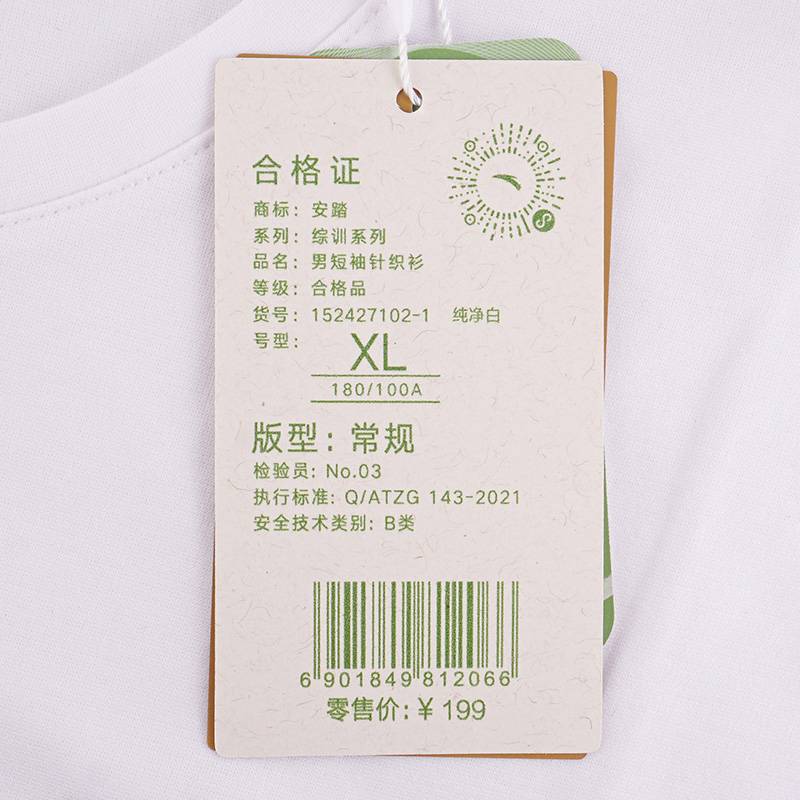 合格证
商标：安踏
系列：综训系列
品名：男短袖针织衫
等级：合格品
货号：152427102-1 纯净白
号型：XL
180/100A
版型：常规
检验员：No.03
执行标准：Q/ATZG 143-2021
安全技术类别：B类
6 901849 812066
零售价：¥ 199